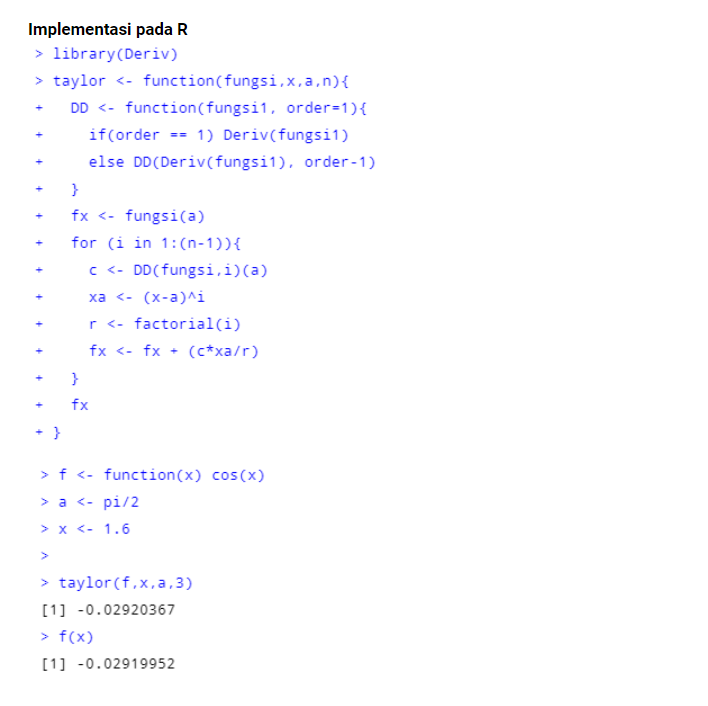 Implementasi pada R
> library(Deriv)
> taylor <- function(fungsi,x,a,n){
+   DD <- function(fungsi1, order=1){
+     if(order == 1) Deriv(fungsi1)
+     else DD(Deriv(fungsi1), order-1)
+   }
+   fx <- fungsi(a)
+   for (i in 1:(n-1)){
+     c <- DD(fungsi,i)(a)
+     xa <- (x-a)^i
+     r <- factorial(i)
+     fx <- fx + (c*xa/r)
+   }
+   fx
+ }
> f <- function(x) cos(x)
> a <- pi/2
> x <- 1.6
>
> taylor(f,x,a,3)
[1] -0.02920367
> f(x)
[1] -0.02919952